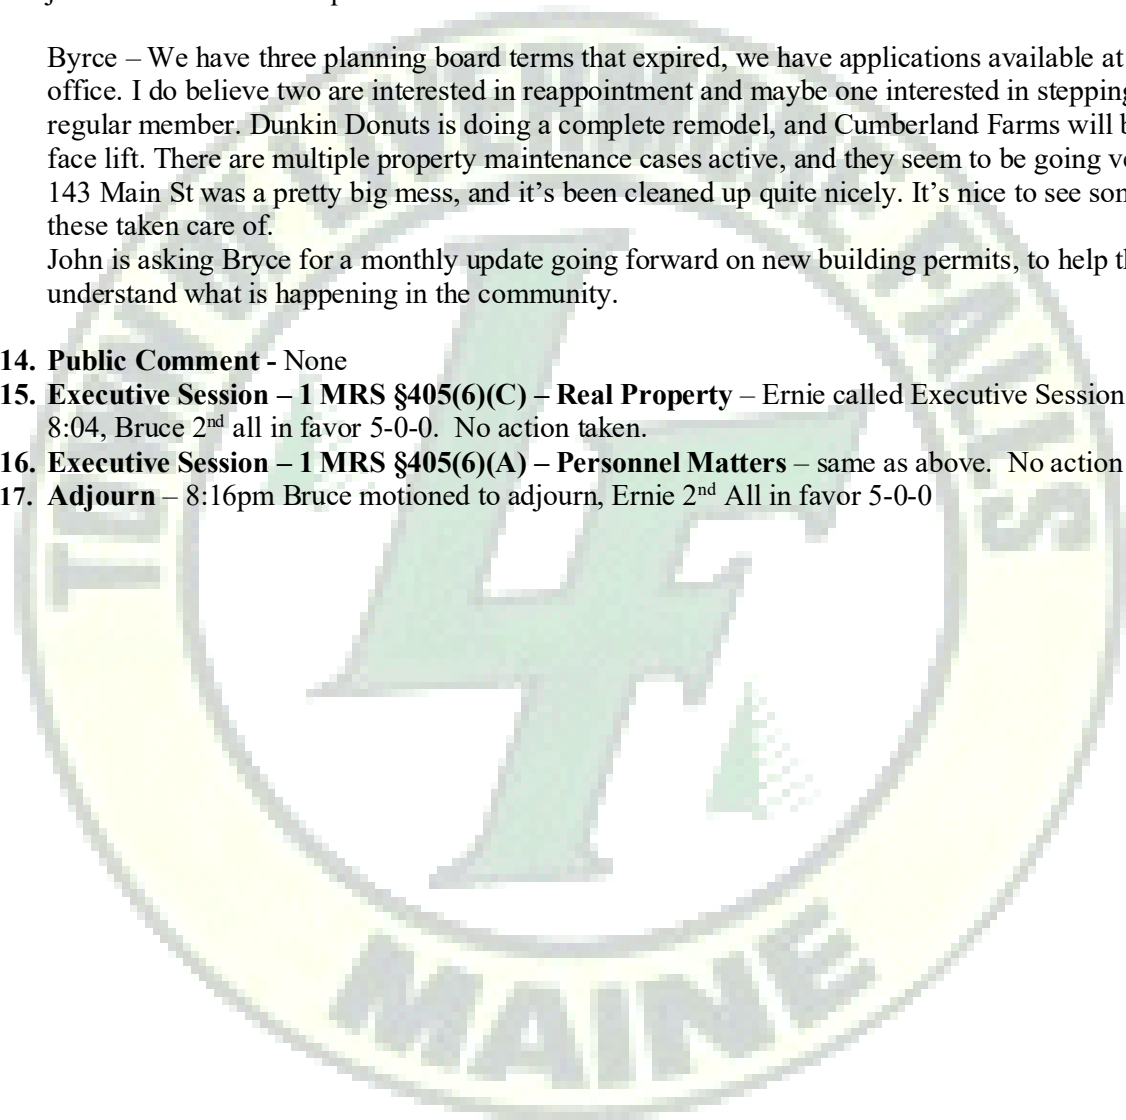 Byrce – We have three planning board terms that expired, we have applications available at
office. I do believe two are interested in reappointment and maybe one interested in stepping
regular member. Dunkin Donuts is doing a complete remodel, and Cumberland Farms will
face lift. There are multiple property maintenance cases active, and they seem to be going
143 Main St was a pretty big mess, and it’s been cleaned up quite nicely. It’s nice to see
these taken care of.
John is asking Bryce for a monthly update going forward on new building permits, to help
understand what is happening in the community.
14. Public Comment - None
15. Executive Session – 1 MRS §405(6)(C) – Real Property – Ernie called Executive Session
8:04, Bruce 2nd all in favor 5-0-0. No action taken.
16. Executive Session – 1 MRS §405(6)(A) – Personnel Matters – same as above. No action
17. Adjourn – 8:16pm Bruce motioned to adjourn, Ernie 2nd All in favor 5-0-0
TOWN OF LIVERMORE FALLS
LF
MAINE